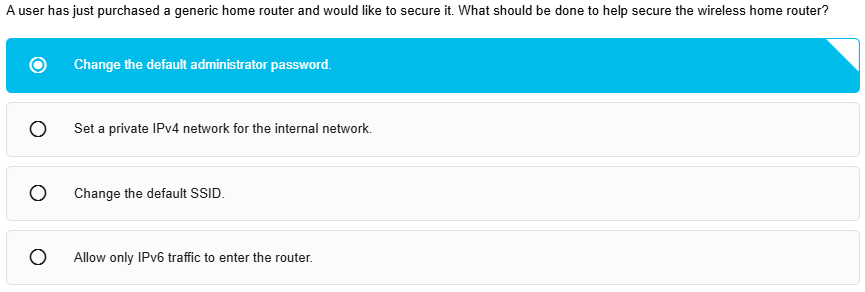 A user has just purchased a generic home router and would like to secure it. What should be done to help secure the wireless home router?
Change the default administrator password.
Set a private IPv4 network for the internal network.
Change the default SSID.
Allow only IPv6 traffic to enter the router.